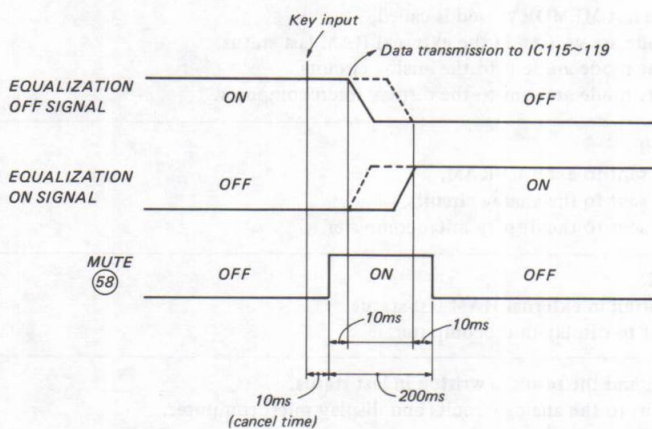 Key input
Data transmission to IC115~119
EQUALIZATION
OFF SIGNAL
ON
OFF
EQUALIZATION
ON SIGNAL
OFF
ON
MUTE
58
OFF
ON
OFF
10ms
10ms
10ms
(cancel time)
200ms